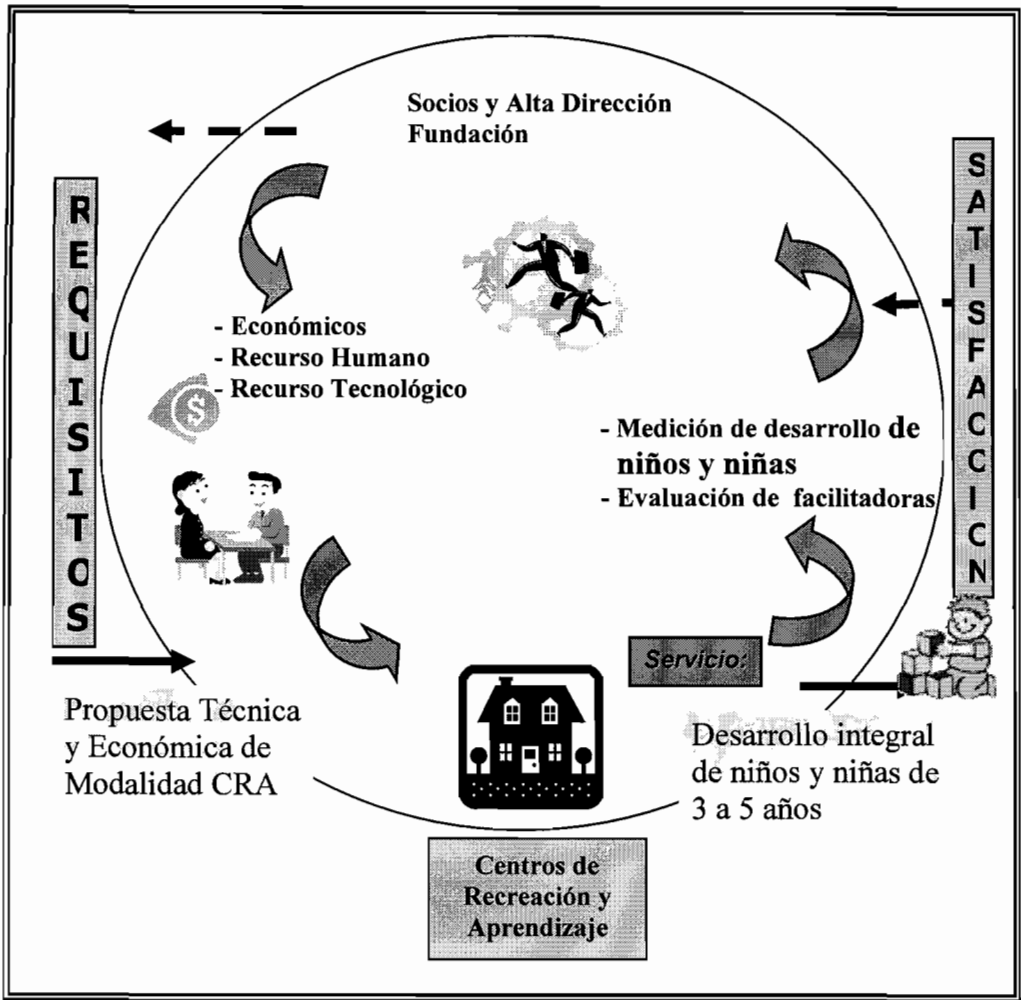 Socios y Alta Dirección
Fundación
REQUISITOS
SATISFACCICN
- Económicos
- Recurso Humano
- Recurso Tecnológico
$
- Medición de desarrollo de
niños y niñas
- Evaluación de facilitadoras
Servicio:
Propuesta Técnica
y Económica de
Modalidad CRA
Desarrollo integral
de niños y niñas de
3 a 5 años
Centros de
Recreación y
Aprendizaje